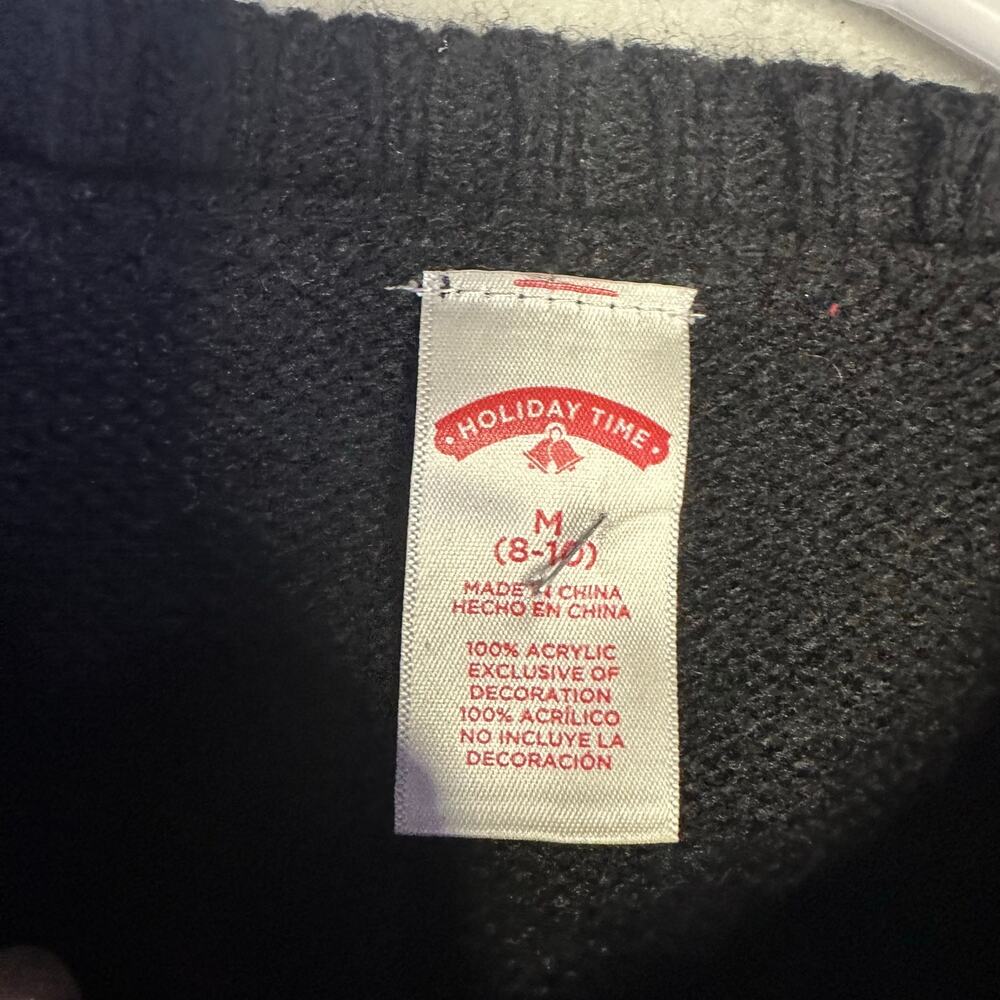 HOLIDAY TIME
M
(8-10)
MADE IN CHINA
HECHO EN CHINA
100% ACRYLIC
EXCLUSIVE OF
DECORATION
100% ACRÍLICO
NO INCLUYE LA
DECORACIÓN